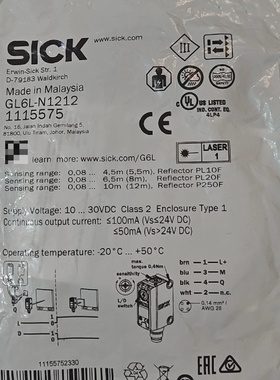 SICK
SICK
Erwin-Sick Str. 1
D-79183 Waldkirch
Made in Malaysia
GL6L-N1212
1115575
No. 16, Jalan Indah Gemilang 5,
81800, Ulu Tiram, Johor, Malaysia
III
C UL US LISTED
IND. CONT. EQ.
4LP4
CE
learn more: www.sick.com/G6L
LASER
1
Sensing range: 0,08 ... 4,5m (5,5m), Reflector PL10F
Sensing range: 0,08 ... 6,5m (8m), Reflector PL20F
Sensing range: 0,08 ... 10m (12m), Reflector P250F
Supply Voltage: 10 ... 30VDC Class 2 Enclosure Type 1
Continuous output current: ≤100mA (Vs≤24V DC)
≤50mA (Vs>24V DC)
Operating temperature: -20°C ... +50°C
max.
torque 0,4Nm
sensitivity
L/D
switch
brn 1 L+
blu 3 M
blk 4 Q
wht 2 n.c.
0,14 mm²
AWG 26
L
D
11155752330
EAC